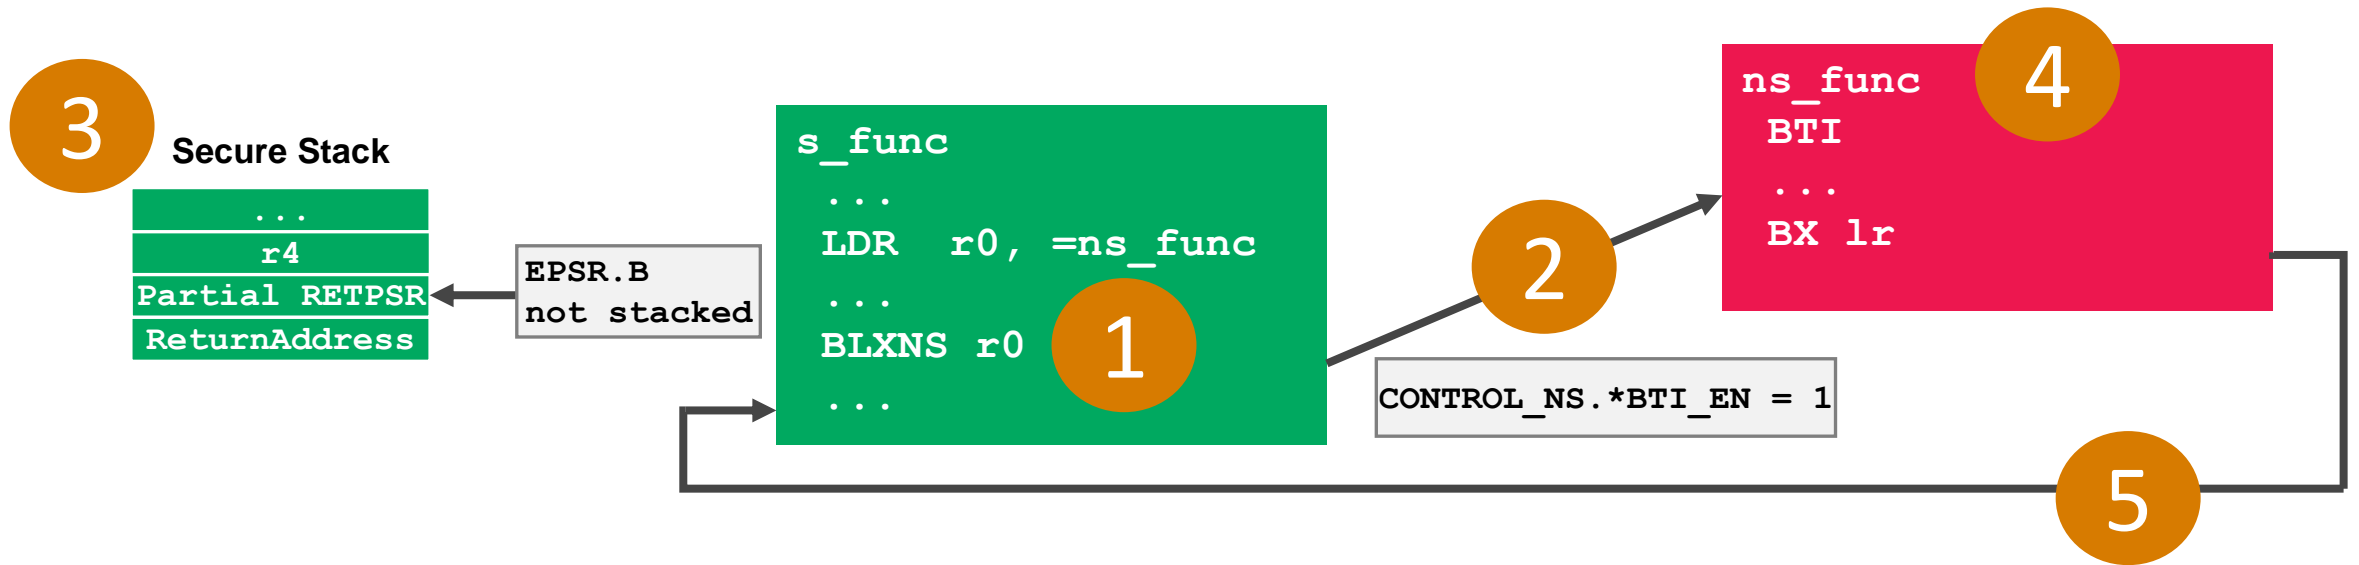 3
Secure Stack
...
r4
Partial RETPSR
ReturnAddress
EPSR.B
not stacked
s_func
...
LDR r0, =ns_func
...
BLXNS r0
...
1
2
CONTROL_NS.*BTI_EN = 1
ns_func
BTI
...
BX lr
4
5